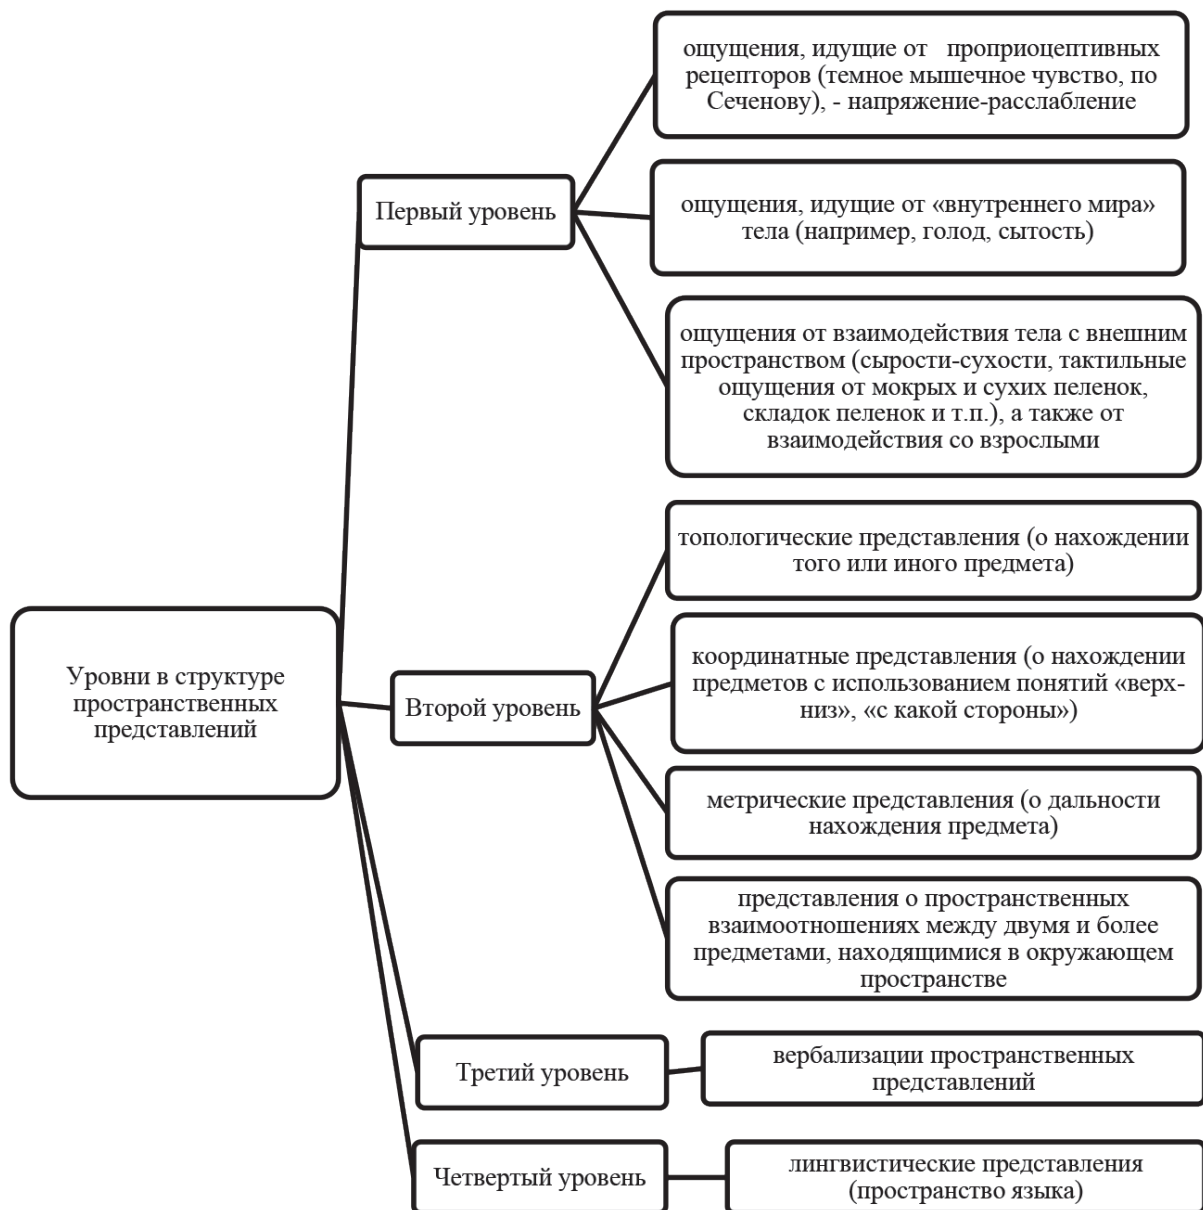 Уровни в структуре
пространственных
представлений
Первый уровень
ощущения, идущие от проприоцептивных
рецепторов (темное мышечное чувство, по
Сеченову), - напряжение-расслабление
ощущения, идущие от «внутреннего мира»
тела (например, голод, сытость)
ощущения от взаимодействия тела с внешним
пространством (сырости-сухости, тактильные
ощущения от мокрых и сухих пеленок,
складок пеленок и т.п.), а также от
взаимодействия со взрослыми
Второй уровень
топологические представления (о нахождении
того или иного предмета)
координатные представления (о нахождении
предметов с использованием понятий «верх-
низ», «с какой стороны»)
метрические представления (о дальности
нахождения предмета)
представления о пространственных
взаимоотношениях между двумя и более
предметами, находящимися в окружающем
пространстве
Третий уровень
вербализации пространственных
представлений
Четвертый уровень
лингвистические представления
(пространство языка)